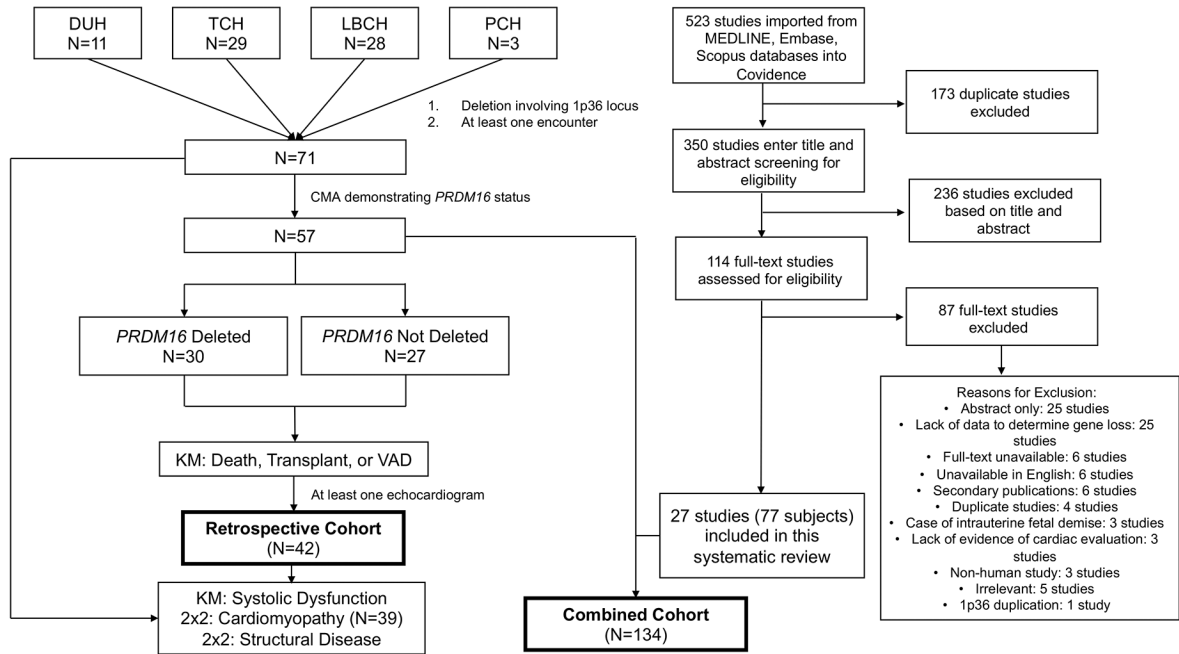 DUH
N=11
TCH
N=29
LBCH
N=28
PCH
N=3
1. Deletion involving 1p36 locus
2. At least one encounter
N=71
CMA demonstrating PRDM16 status
N=57
PRDM16 Deleted
N=30
PRDM16 Not Deleted
N=27
KM: Death, Transplant, or VAD
At least one echocardiogram
Retrospective Cohort
(N=42)
KM: Systolic Dysfunction
2x2: Cardiomyopathy (N=39)
2x2: Structural Disease
523 studies imported from
MEDLINE, Embase,
Scopus databases into
Covidence
173 duplicate studies
excluded
350 studies enter title and
abstract screening for
eligibility
236 studies excluded
based on title and
abstract
114 full-text studies
assessed for eligibility
87 full-text studies
excluded
Reasons for Exclusion:
• Abstract only: 25 studies
• Lack of data to determine gene loss: 25
studies
• Full-text unavailable: 6 studies
• Unavailable in English: 6 studies
• Secondary publications: 6 studies
• Duplicate studies: 4 studies
• Case of intrauterine fetal demise: 3 studies
• Lack of evidence of cardiac evaluation: 3
studies
• Non-human study: 3 studies
• Irrelevant: 5 studies
• 1p36 duplication: 1 study
27 studies (77 subjects)
included in this
systematic review
Combined Cohort
(N=134)